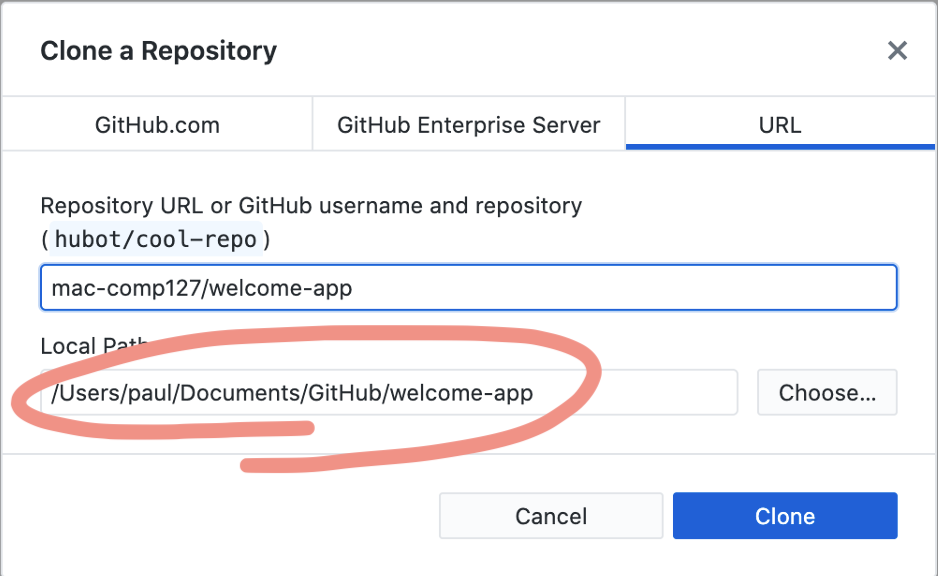 Clone a Repository
GitHub.com
GitHub Enterprise Server
URL
Repository URL or GitHub username and repository
(hubot/cool-repo)
mac-comp127/welcome-app
Local Path
/Users/paul/Documents/GitHub/welcome-app
Choose...
Cancel
Clone